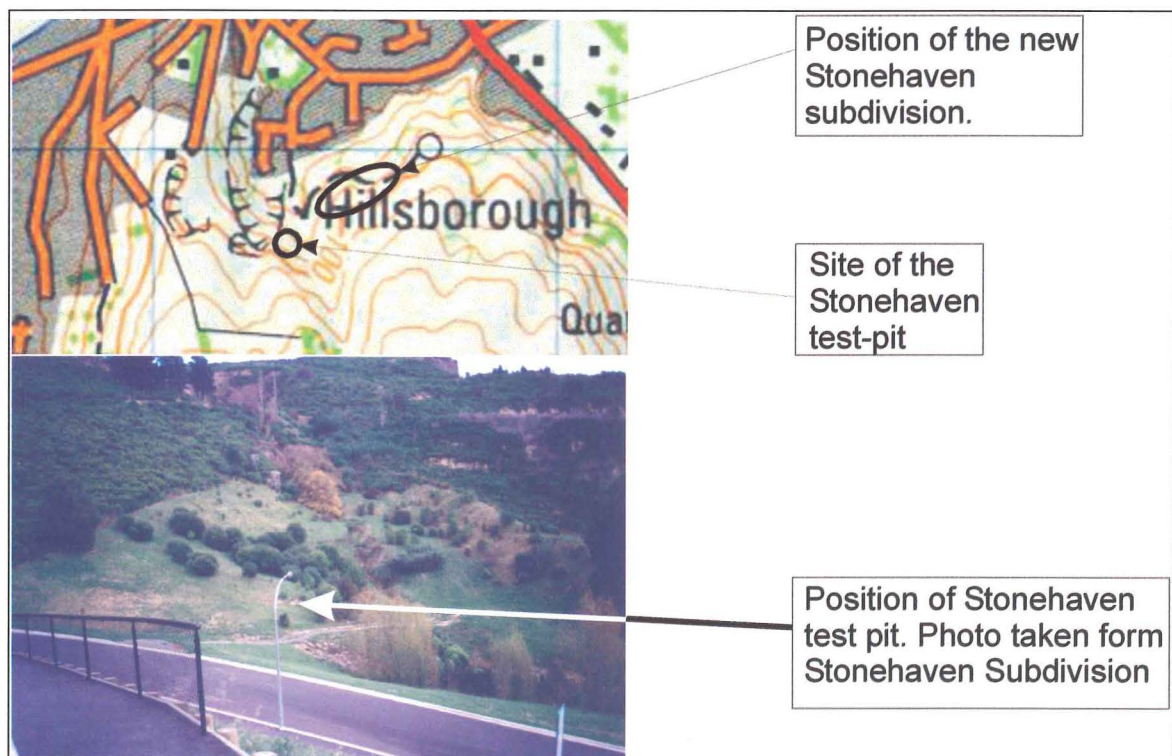 Position of the new
Stonehaven
subdivision.
Hillsborough
Site of the
Stonehaven
test-pit
Quar
Position of Stonehaven
test pit. Photo taken form
Stonehaven Subdivision